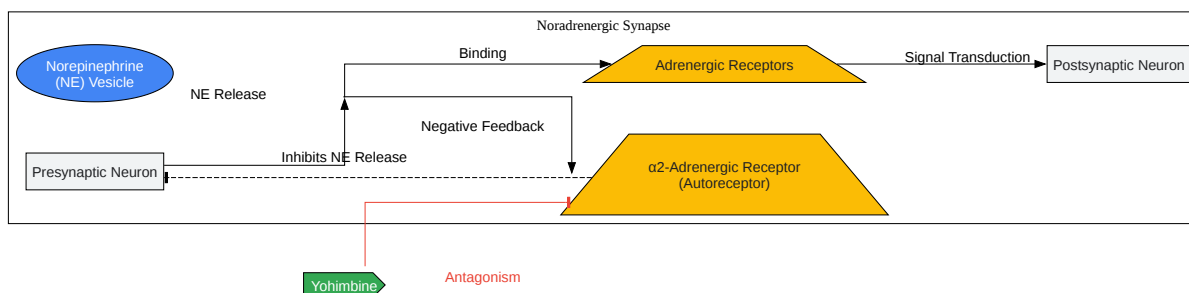 Noradrenergic Synapse
Norepinephrine
(NE) Vesicle
NE Release
Binding
Adrenergic Receptors
Signal Transduction
Postsynaptic Neuron
Negative Feedback
Inhibits NE Release
Presynaptic Neuron
α2-Adrenergic Receptor
(Autoreceptor)
Yohimbine
Antagonism